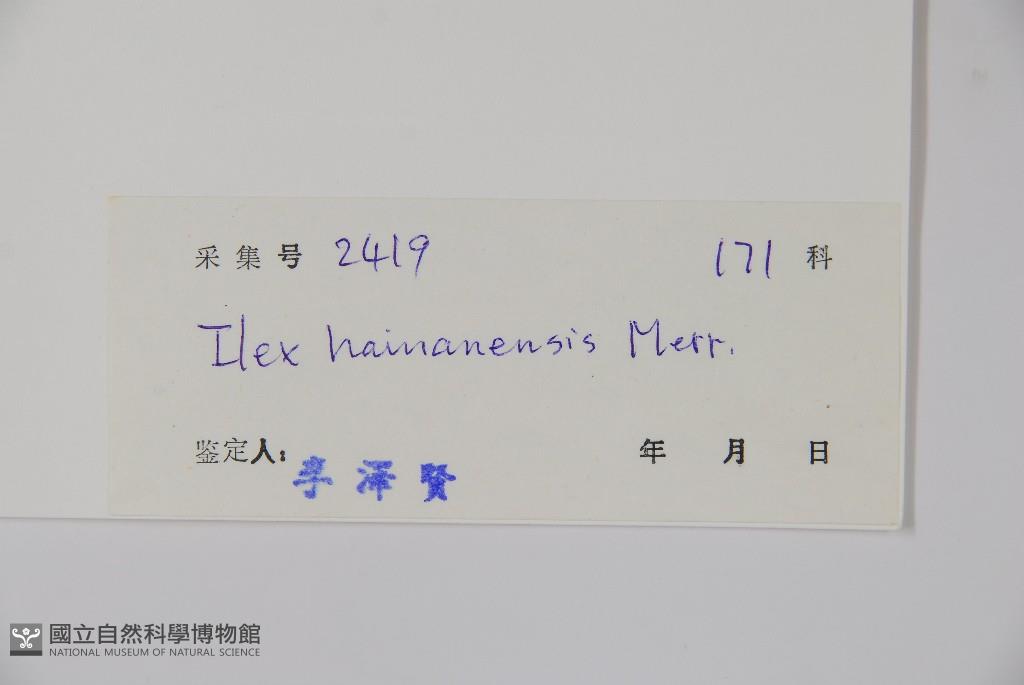 采集号 2419 171 科
Ilex hainanensis Merr.
鉴定人: 李泽賢 年 月 日
國立自然科學博物館
NATIONAL MUSEUM OF NATURAL SCIENCE